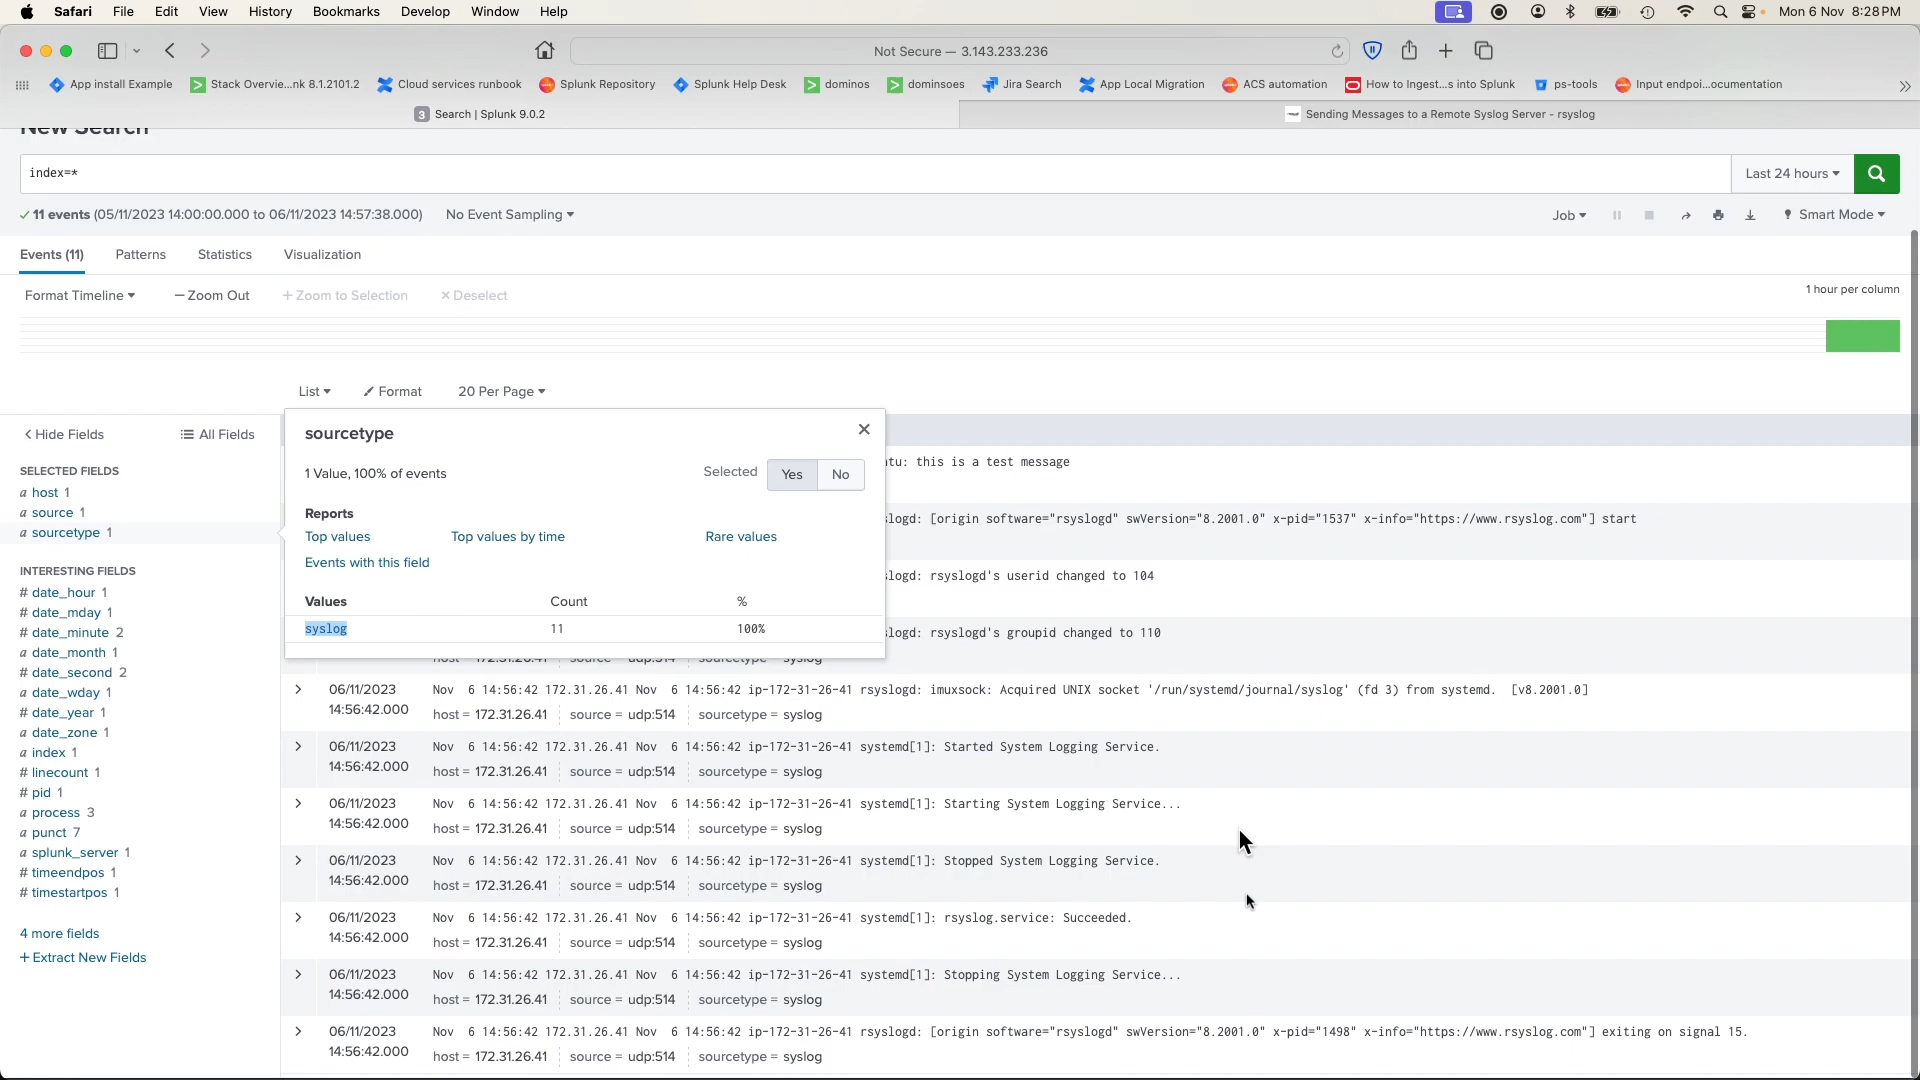 Safari File Edit View History Bookmarks Develop Window Help Mon 6 Nov 8:28PM
Not Secure — 3.143.233.236
App install Example Stack Overvie...nk 8.1.2101.2 Cloud services runbook Splunk Repository Splunk Help Desk dominos dominsoes Jira Search App Local Migration ACS automation How to Ingest...s into Splunk ps-tools Input endpoi...ocumentation
3 Search | Splunk 9.0.2 Sending Messages to a Remote Syslog Server - rsyslog
New Search
index=*
Last 24 hours
11 events (05/11/2023 14:00:00.000 to 06/11/2023 14:57:38.000) No Event Sampling Job Smart Mode
Events (11) Patterns Statistics Visualization
Format Timeline — Zoom Out + Zoom to Selection × Deselect 1 hour per column
List Format 20 Per Page
< Hide Fields All Fields
SELECTED FIELDS
a host 1
a source 1
a sourcetype 1
INTERESTING FIELDS
# date_hour 1
# date_mday 1
# date_minute 2
a date_month 1
# date_second 2
a date_wday 1
# date_year 1
a date_zone 1
a index 1
# linecount 1
# pid 1
a process 3
a punct 7
a splunk_server 1
# timeendpos 1
# timestartpos 1
4 more fields
+ Extract New Fields
sourcetype
1 Value, 100% of events Selected Yes No
Reports
Top values Top values by time Rare values
Events with this field
Values Count %
syslog 11 100%
ntu: this is a test message
slogd: [origin software="rsyslogd" swVersion="8.2001.0" x-pid="1537" x-info="https://www.rsyslog.com"] start
slogd: rsyslogd's userid changed to 104
slogd: rsyslogd's groupid changed to 110
host = 172.31.26.41 source = udp:514 sourcetype = syslog
06/11/2023 Nov 6 14:56:42 172.31.26.41 Nov 6 14:56:42 ip-172-31-26-41 rsyslogd: imuxsock: Acquired UNIX socket '/run/systemd/journal/syslog' (fd 3) from systemd. [v8.2001.0]
14:56:42.000 host = 172.31.26.41 source = udp:514 sourcetype = syslog
06/11/2023 Nov 6 14:56:42 172.31.26.41 Nov 6 14:56:42 ip-172-31-26-41 systemd[1]: Started System Logging Service.
14:56:42.000 host = 172.31.26.41 source = udp:514 sourcetype = syslog
06/11/2023 Nov 6 14:56:42 172.31.26.41 Nov 6 14:56:42 ip-172-31-26-41 systemd[1]: Starting System Logging Service...
14:56:42.000 host = 172.31.26.41 source = udp:514 sourcetype = syslog
06/11/2023 Nov 6 14:56:42 172.31.26.41 Nov 6 14:56:42 ip-172-31-26-41 systemd[1]: Stopped System Logging Service.
14:56:42.000 host = 172.31.26.41 source = udp:514 sourcetype = syslog
06/11/2023 Nov 6 14:56:42 172.31.26.41 Nov 6 14:56:42 ip-172-31-26-41 systemd[1]: rsyslog.service: Succeeded.
14:56:42.000 host = 172.31.26.41 source = udp:514 sourcetype = syslog
06/11/2023 Nov 6 14:56:42 172.31.26.41 Nov 6 14:56:42 ip-172-31-26-41 systemd[1]: Stopping System Logging Service...
14:56:42.000 host = 172.31.26.41 source = udp:514 sourcetype = syslog
06/11/2023 Nov 6 14:56:42 172.31.26.41 Nov 6 14:56:42 ip-172-31-26-41 rsyslogd: [origin software="rsyslogd" swVersion="8.2001.0" x-pid="1498" x-info="https://www.rsyslog.com"] exiting on signal 15.
14:56:42.000 host = 172.31.26.41 source = udp:514 sourcetype = syslog